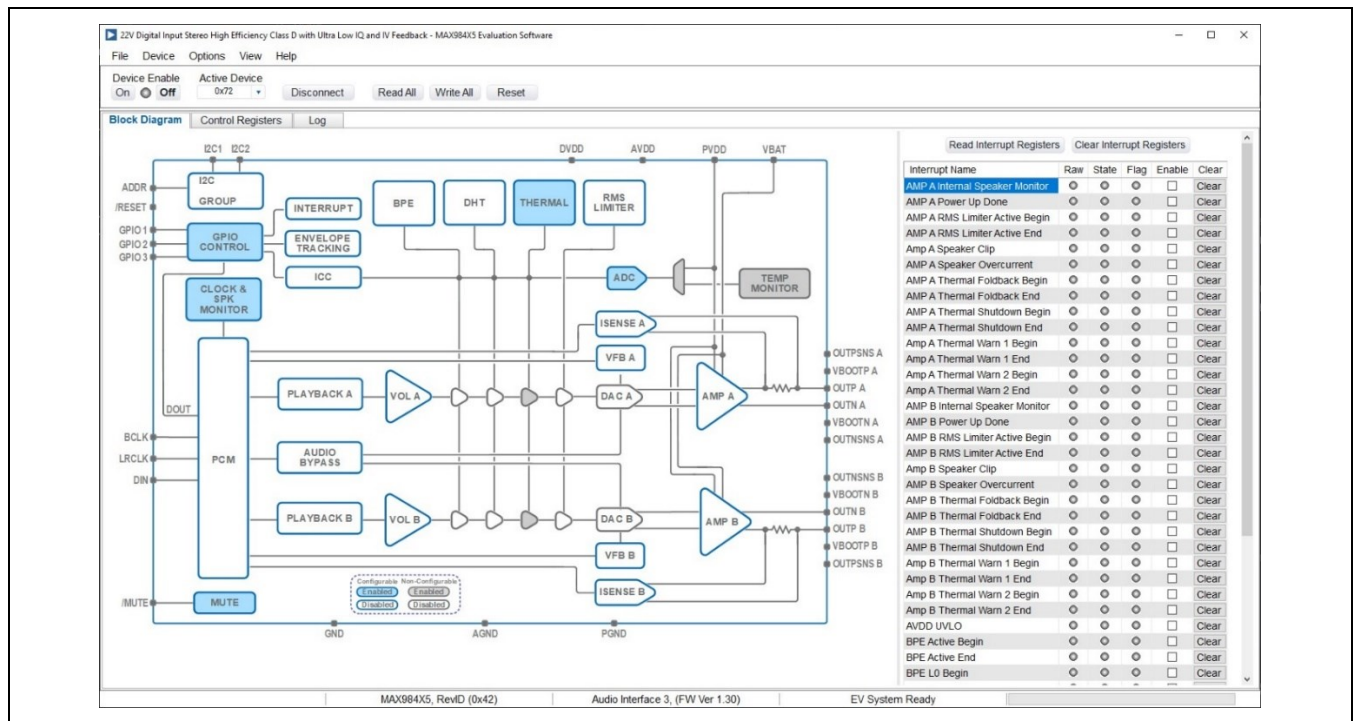 22V Digital Input Stereo High Efficiency Class D with Ultra Low IQ and IV Feedback - MAX984X5 Evaluation Software
File Device Options View Help
Device Enable Active Device
On Off 0x72 Disconnect Read All Write All Reset
Block Diagram Control Registers Log
I2C1 I2C2 DVDD AVDD PVDD VBAT
ADDR
/RESET
GPIO 1
GPIO 2
GPIO 3
I2C
GROUP
GPIO
CONTROL
INTERRUPT
ENVELOPE
TRACKING
ICC
BPE
DHT
THERMAL
RMS
LIMITER
CLOCK &
SPK
MONITOR
ADC
TEMP
MONITOR
ISENSE A
VFB A
PLAYBACK A
VOL A
DAC A
AMP A
OUTPSNS A
VBOOTP A
OUTP A
OUTN A
VBOOTN A
OUTNSNS A
DOUT
BCLK
LRCLK
DIN
PCM
AUDIO
BYPASS
PLAYBACK B
VOL B
DAC B
AMP B
VFB B
ISENSE B
OUTNSNS B
VBOOTN B
OUTN B
OUTP B
VBOOTP B
OUTPSNS B
Configurable Non-Configurable
Enabled Enabled
Disabled Disabled
/MUTE
MUTE
GND AGND PGND
Read Interrupt Registers Clear Interrupt Registers
Interrupt Name Raw State Flag Enable Clear
AMP A Internal Speaker Monitor Clear
AMP A Power Up Done Clear
AMP A RMS Limiter Active Begin Clear
AMP A RMS Limiter Active End Clear
Amp A Speaker Clip Clear
AMP A Speaker Overcurrent Clear
AMP A Thermal Foldback Begin Clear
AMP A Thermal Foldback End Clear
AMP A Thermal Shutdown Begin Clear
AMP A Thermal Shutdown End Clear
Amp A Thermal Warn 1 Begin Clear
Amp A Thermal Warn 1 End Clear
Amp A Thermal Warn 2 Begin Clear
Amp A Thermal Warn 2 End Clear
AMP B Internal Speaker Monitor Clear
AMP B Power Up Done Clear
AMP B RMS Limiter Active Begin Clear
AMP B RMS Limiter Active End Clear
Amp B Speaker Clip Clear
AMP B Speaker Overcurrent Clear
AMP B Thermal Foldback Begin Clear
AMP B Thermal Foldback End Clear
AMP B Thermal Shutdown Begin Clear
AMP B Thermal Shutdown End Clear
Amp B Thermal Warn 1 Begin Clear
Amp B Thermal Warn 1 End Clear
Amp B Thermal Warn 2 Begin Clear
Amp B Thermal Warn 2 End Clear
AVDD UVLO Clear
BPE Active Begin Clear
BPE Active End Clear
BPE L0 Begin Clear
MAX984X5, RevID (0x42) Audio Interface 3, (FW Ver 1.30) EV System Ready